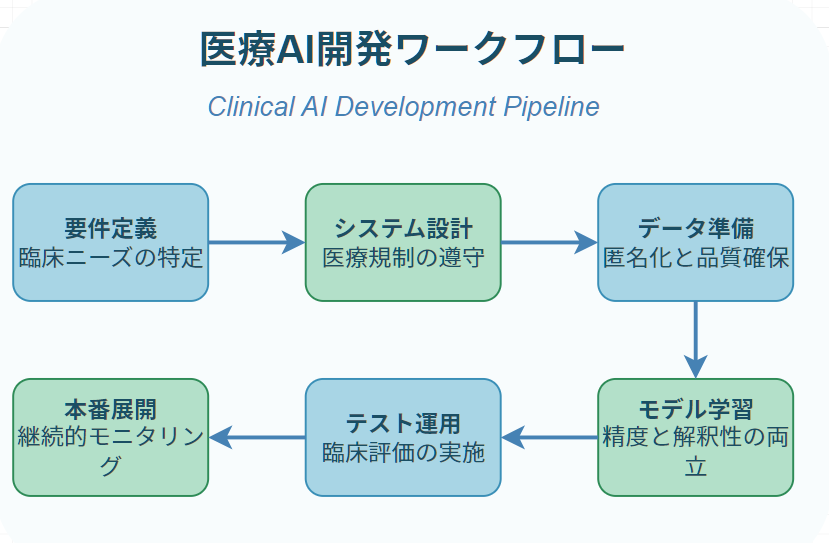 医療AI開発ワークフロー
Clinical AI Development Pipeline
要件定義
臨床ニーズの特定
システム設計
医療規制の遵守
データ準備
匿名化と品質確保
モデル学習
精度と解釈性の両
立
テスト運用
臨床評価の実施
本番展開
継続的モニタリン
グ